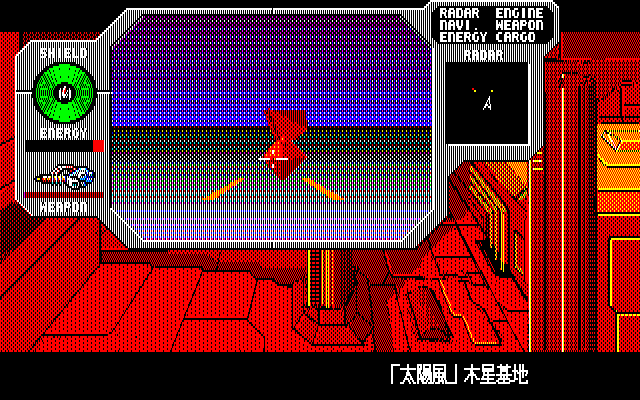 SHIELD
ENERGY
WEAPON
RADAR ENGINE
NAVI WEAPON
ENERGY CARGO
RADAR
「太陽風」木星基地